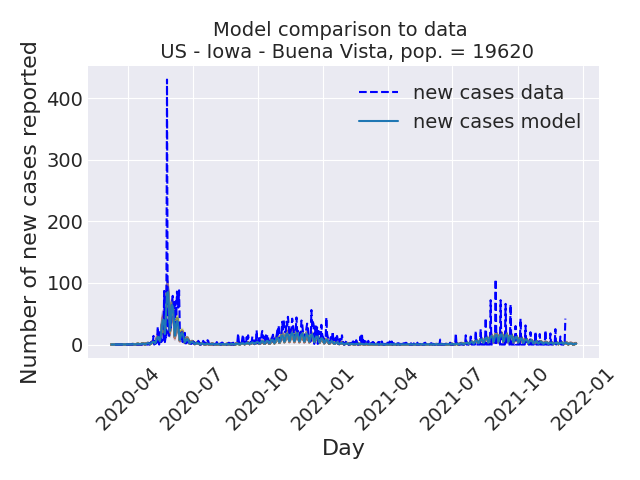 Model comparison to data
US - Iowa - Buena Vista, pop. = 19620
Number of new cases reported
400
300
200
100
0
new cases data
new cases model
2020-04
2020-07
2020-10
2021-01
2021-04
2021-07
2021-10
2022-01
Day